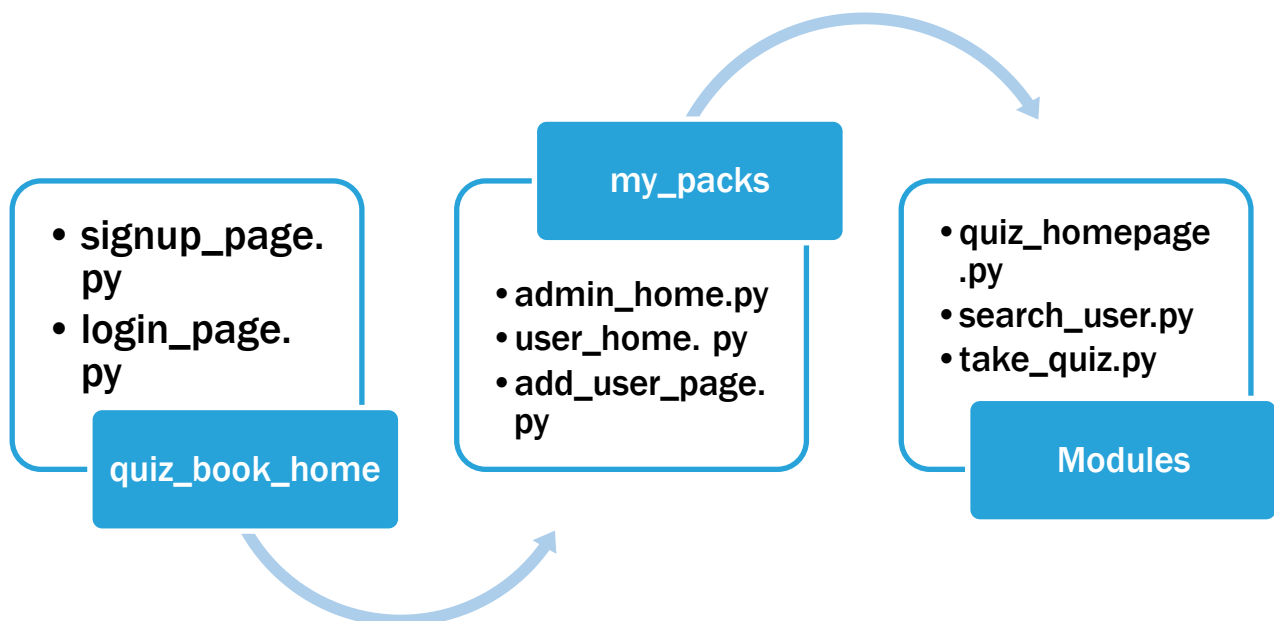 • signup_page.
py
• login_page.
py
quiz_book_home
my_packs
• admin_home.py
• user_home. py
• add_user_page.
py
• quiz_homepage
.py
• search_user.py
• take_quiz.py
Modules